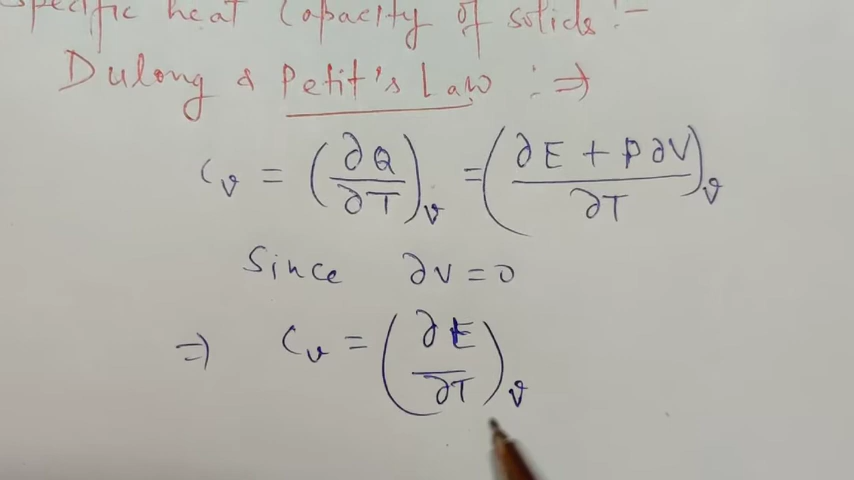 Specific heat Capacity of solids :-
Dulong & Petit's Law :⇒
Cv = (∂Q/∂T)v = (∂E + P∂V/∂T)v
Since ∂V = 0
⇒ Cv = (∂E/∂T)v